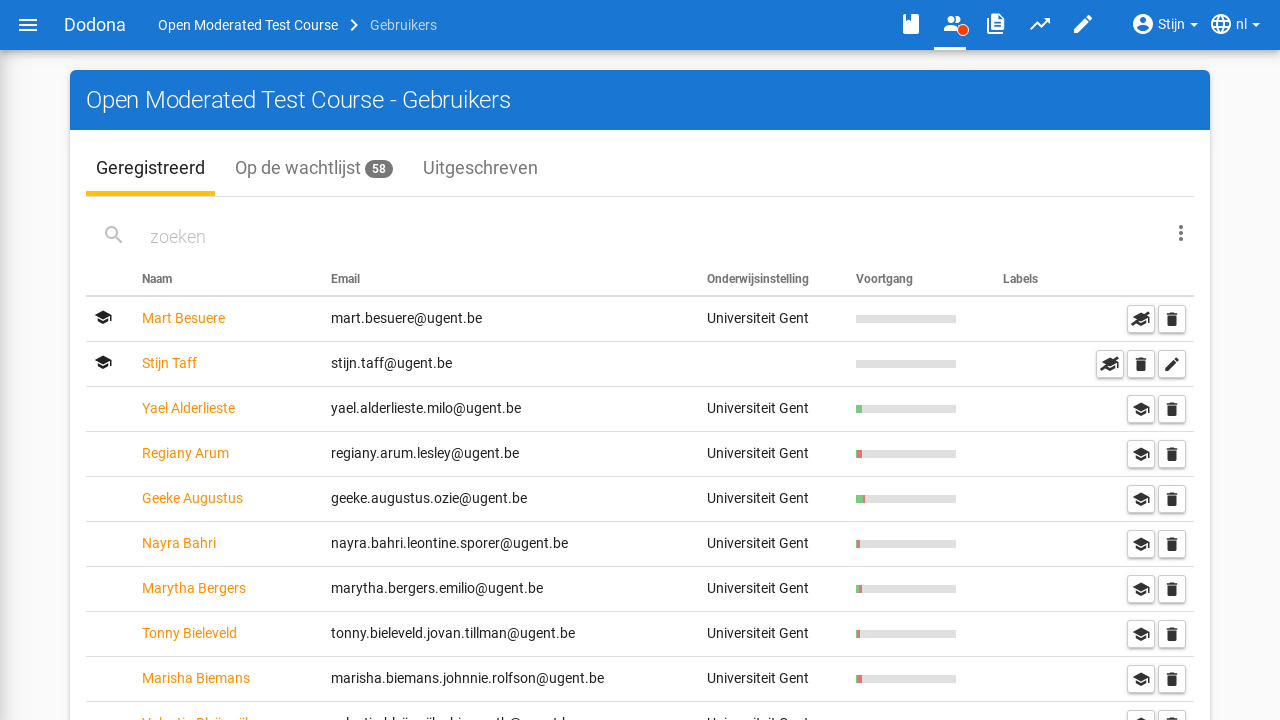 Dodona
Open Moderated Test Course
Gebruikers
Stijn
nl
Open Moderated Test Course - Gebruikers
Geregistreerd
Op de wachtlijst 58
Uitgeschreven
zoeken
Naam Email Onderwijsinstelling Voortgang Labels
Mart Besuere mart.besuere@ugent.be Universiteit Gent
Stijn Taff stijn.taff@ugent.be
Yael Alderlieste yael.alderlieste.milo@ugent.be Universiteit Gent
Regiany Arum regiany.arum.lesley@ugent.be Universiteit Gent
Geeke Augustus geeke.augustus.ozie@ugent.be Universiteit Gent
Nayra Bahri nayra.bahri.leontine.sporer@ugent.be Universiteit Gent
Marytha Bergers marytha.bergers.emilio@ugent.be Universiteit Gent
Tonny Bieleveld tonny.bieleveld.jovan.tillman@ugent.be Universiteit Gent
Marisha Biemans marisha.biemans.johnnie.rolfson@ugent.be Universiteit Gent